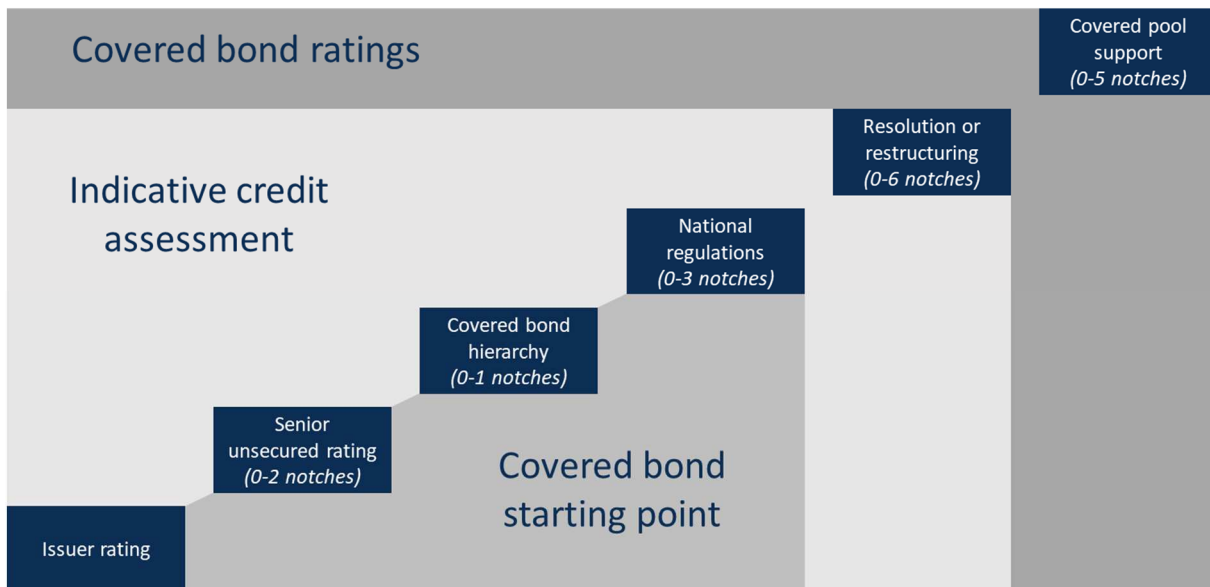 Covered bond ratings
Covered pool
support
(0-5 notches)
Resolution or
restructuring
(0-6 notches)
Indicative credit
assessment
National
regulations
(0-3 notches)
Covered bond
hierarchy
(0-1 notches)
Senior
unsecured rating
(0-2 notches)
Covered bond
starting point
Issuer rating